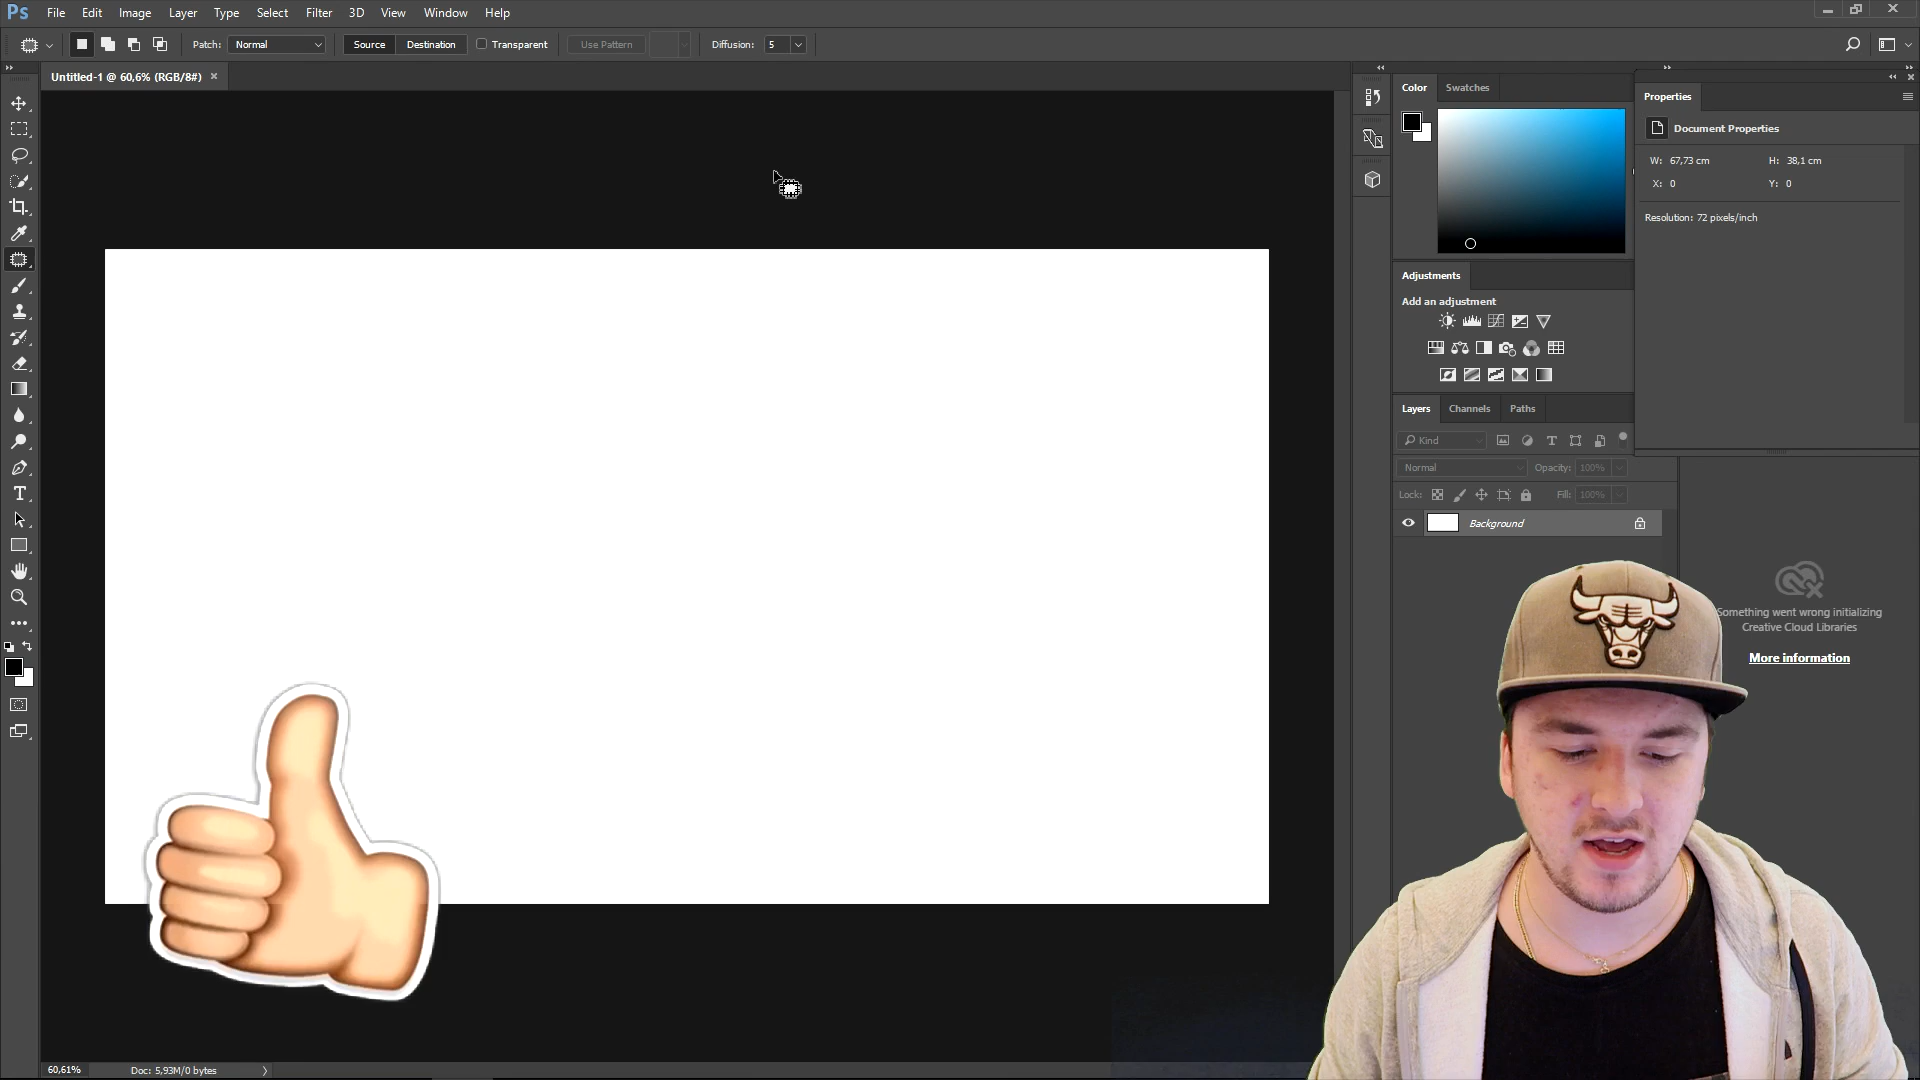 Ps File Edit Image Layer Type Select Filter 3D View Window Help
Patch: Normal Source Destination Transparent Use Pattern Diffusion: 5
Untitled-1 @ 60,6% (RGB/8#) ×
Color Swatches
Properties
Document Properties
W: 67,73 cm H: 38,1 cm
X: 0 Y: 0
Resolution: 72 pixels/inch
Adjustments
Add an adjustment
Layers Channels Paths
Kind
Normal Opacity: 100%
Lock: Fill: 100%
Background
Something went wrong initializing
Creative Cloud Libraries
More information
60,61% Doc: 5,93M/0 bytes